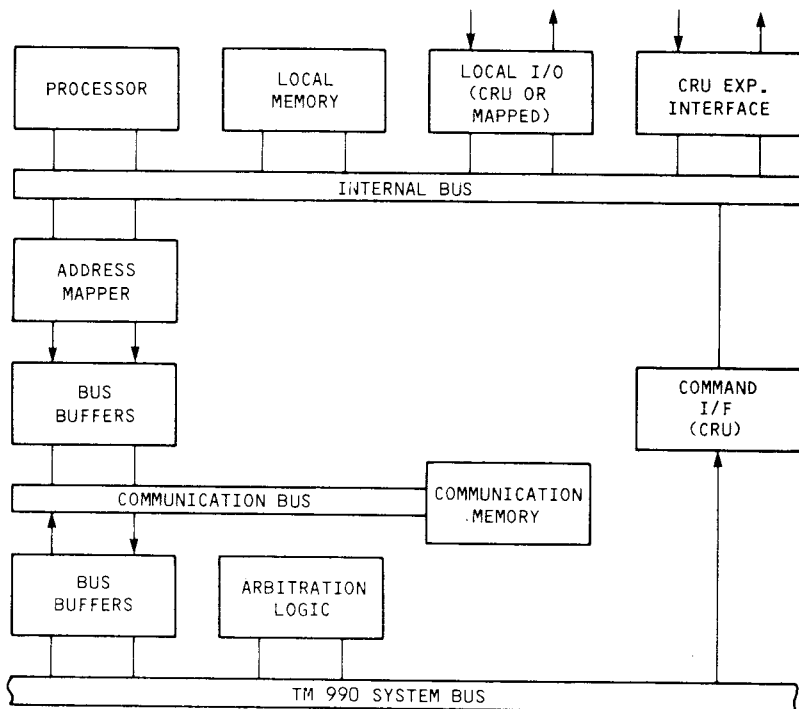 PROCESSOR
LOCAL
MEMORY
LOCAL I/O
(CRU OR
MAPPED)
CRU EXP.
INTERFACE
INTERNAL BUS
ADDRESS
MAPPER
BUS
BUFFERS
COMMAND
I/F
(CRU)
COMMUNICATION BUS
COMMUNICATION
MEMORY
BUS
BUFFERS
ARBITRATION
LOGIC
TM 990 SYSTEM BUS